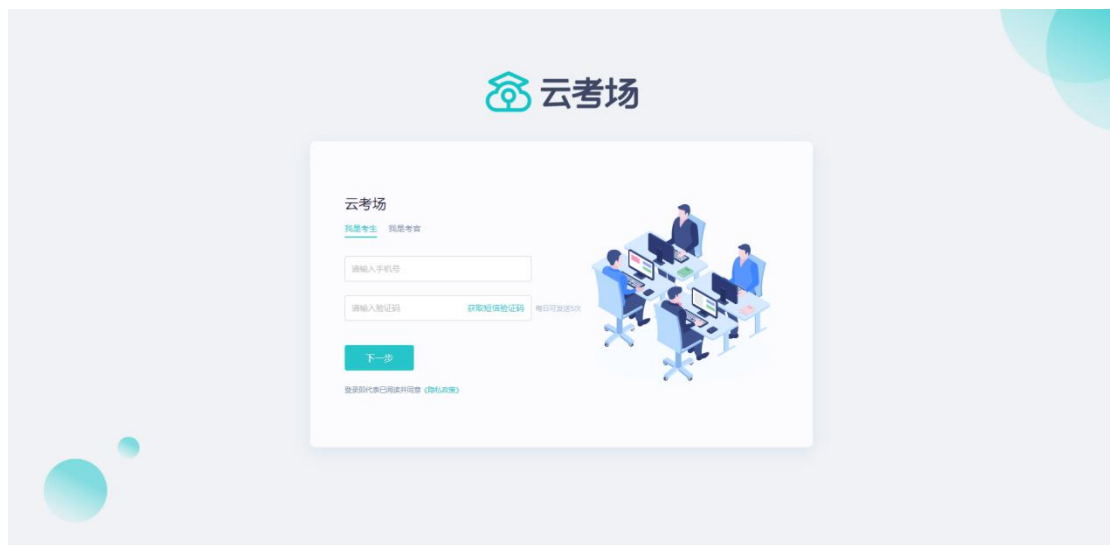 云考场
云考场
我是考生 我是考官
请输入手机号
请输入验证码 获取短信验证码 每日可发送5次
下一步
登录即代表已阅读并同意《隐私政策》